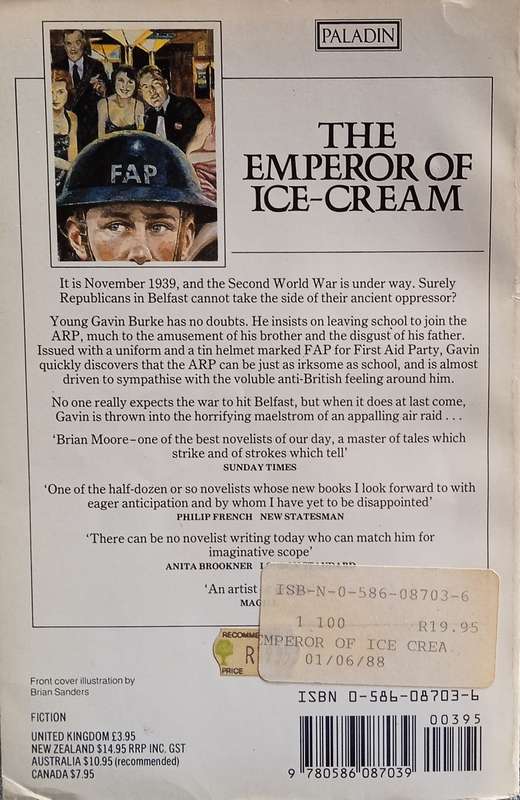 PALADIN
FAP
THE
EMPEROR OF
ICE-CREAM
It is November 1939, and the Second World War is under way. Surely
Republicans in Belfast cannot take the side of their ancient oppressor?
Young Gavin Burke has no doubts. He insists on leaving school to join the
ARP, much to the amusement of his brother and the disgust of his father.
Issued with a uniform and a tin helmet marked FAP for First Aid Party, Gavin
quickly discovers that the ARP can be just as irksome as school, and is almost
driven to sympathise with the voluble anti-British feeling around him.
No one really expects the war to hit Belfast, but when it does at last come,
Gavin is thrown into the horrifying maelstrom of an appalling air raid . . .
‘Brian Moore–one of the best novelists of our day, a master of tales which
strike and of strokes which tell’
SUNDAY TIMES
‘One of the half-dozen or so novelists whose new books I look forward to with
eager anticipation and by whom I have yet to be disappointed’
PHILIP FRENCH NEW STATESMAN
‘There can be no novelist writing today who can match him for
imaginative scope’
ANITA BROOKNER
‘An artist
ISB-N-0-586-08703-6
1 100 R19.95
EMPEROR OF ICE CREA
01/06/88
RECOMME
R
PRICE
Front cover illustration by
Brian Sanders
FICTION
UNITED KINGDOM £3.95
NEW ZEALAND $14.95 RRP INC. GST
AUSTRALIA $10.95 (recommended)
CANADA $7.95
ISBN 0-586-08703-6
00395
9 780586 087039